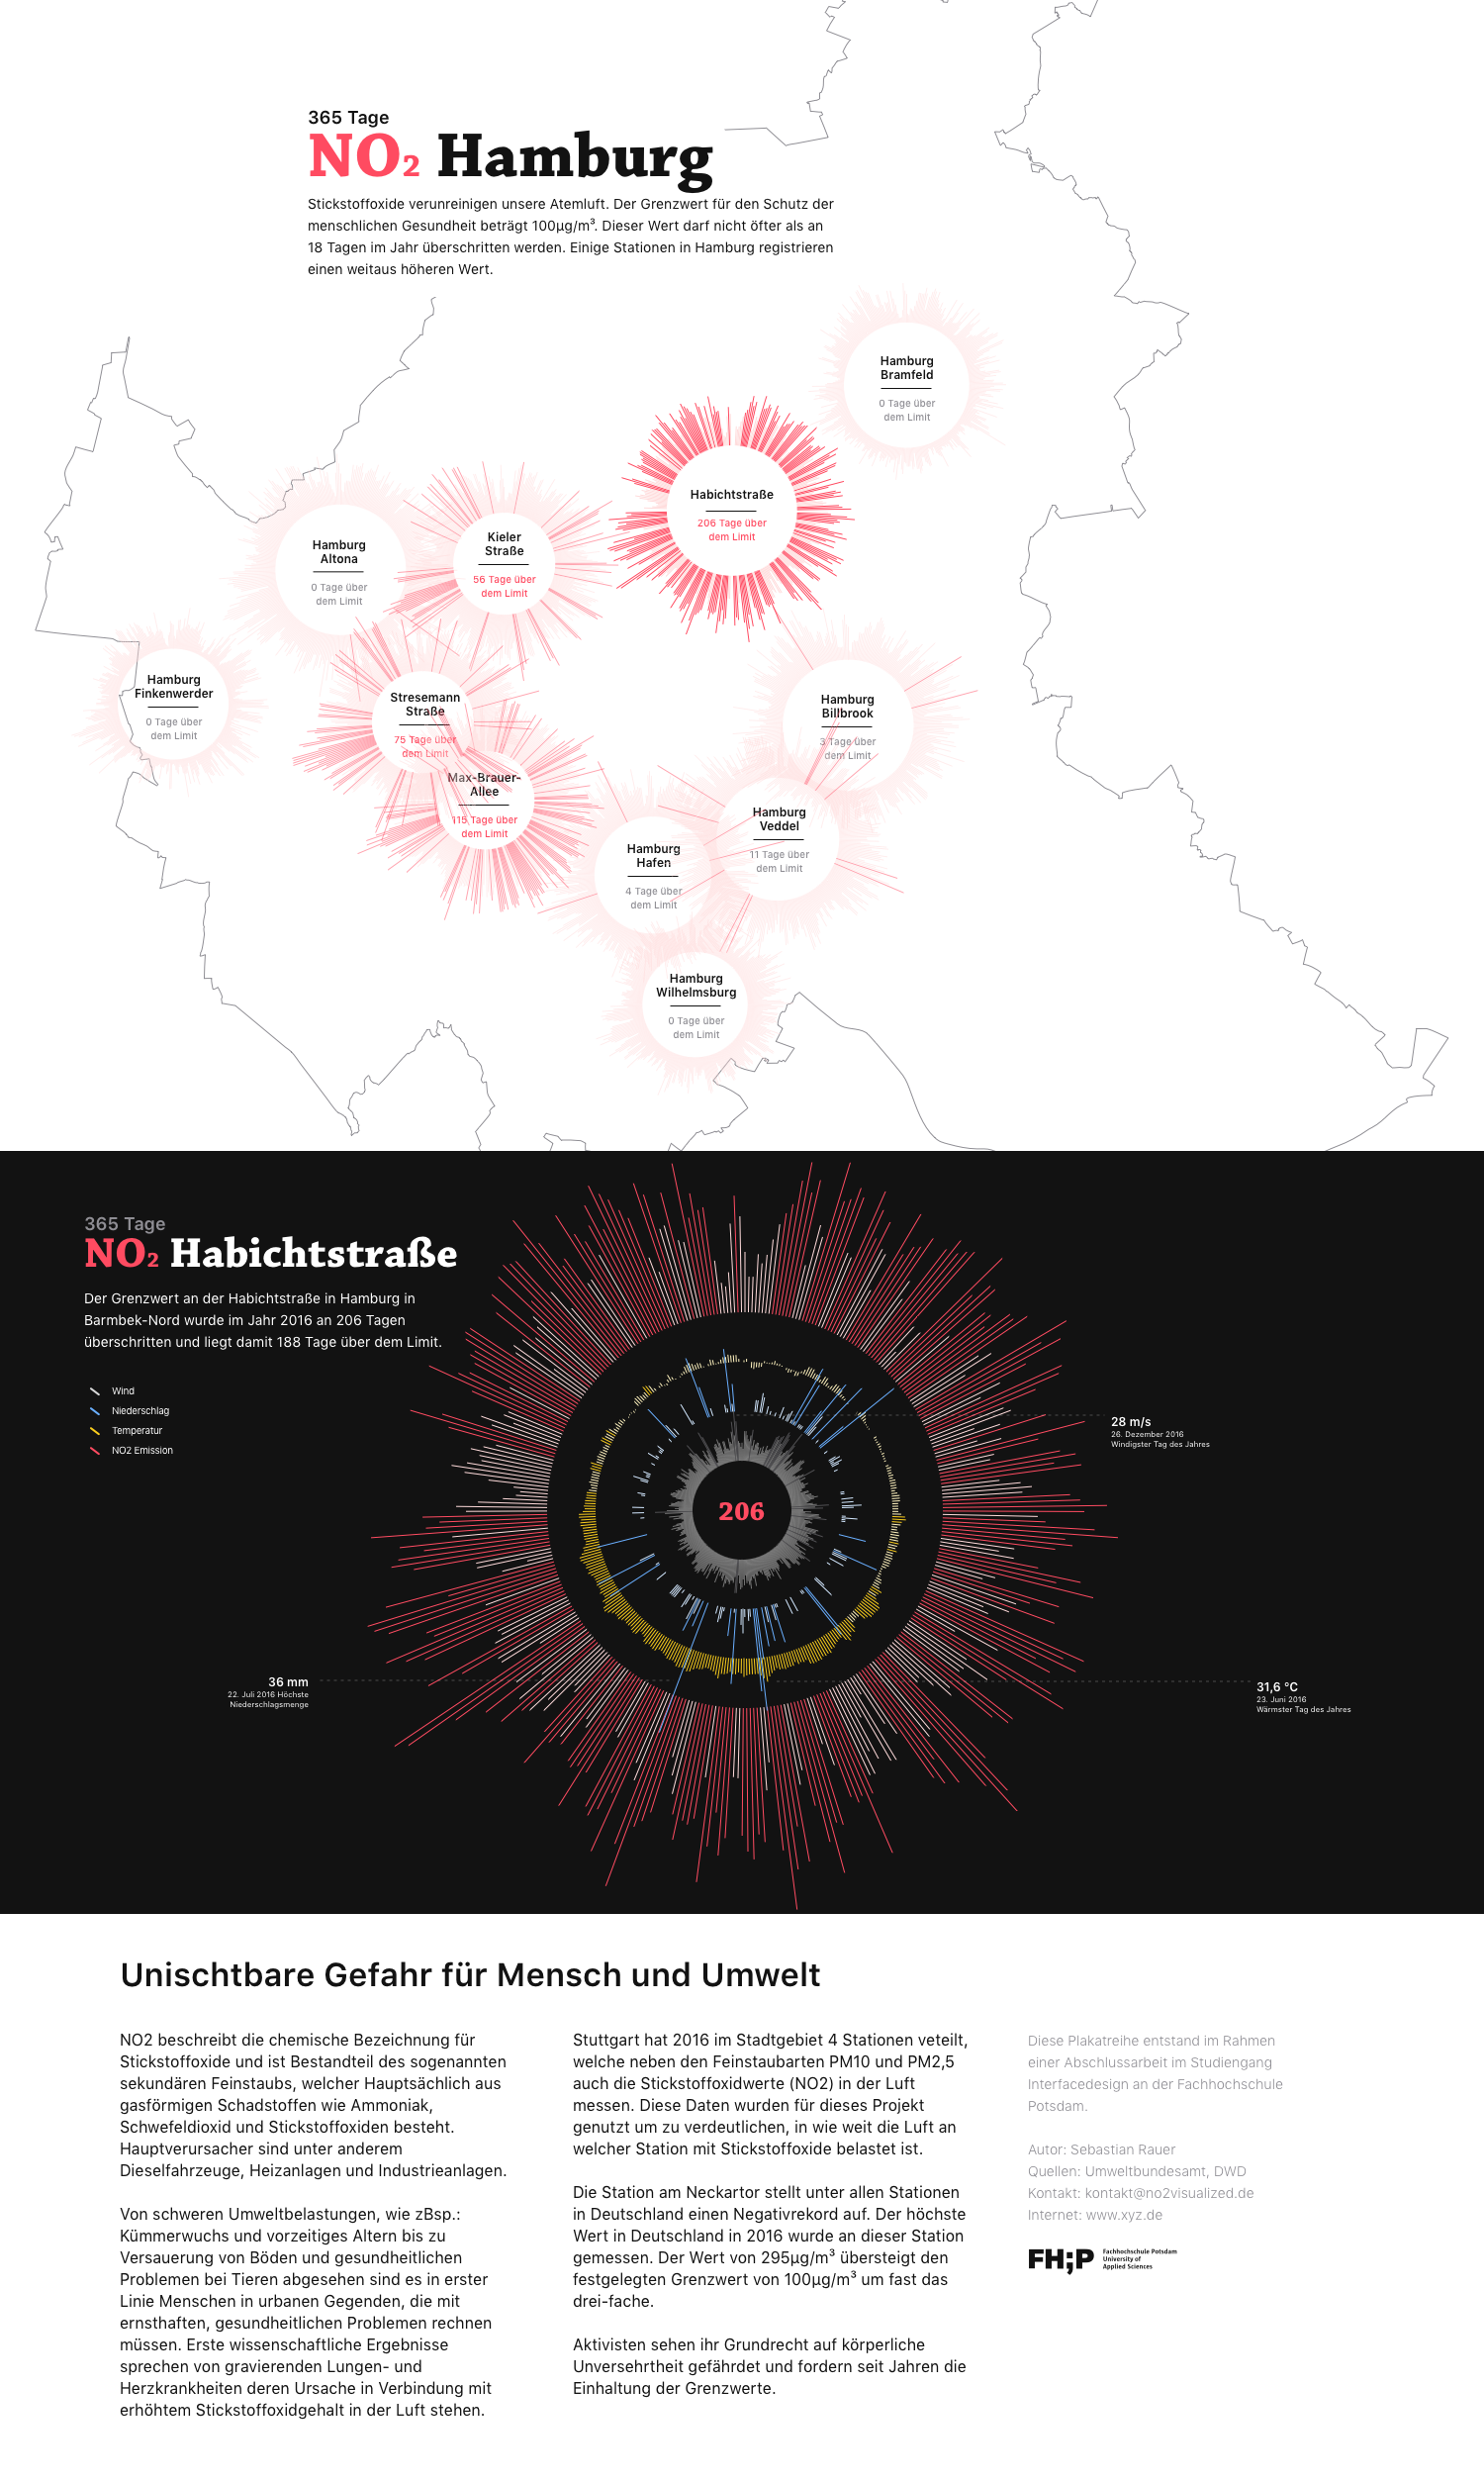 365 Tage
NO₂ Hamburg
Stickstoffoxide verunreinigen unsere Atemluft. Der Grenzwert für den Schutz der
menschlichen Gesundheit beträgt 100µg/m³. Dieser Wert darf nicht öfter als an
18 Tagen im Jahr überschritten werden. Einige Stationen in Hamburg registrieren
einen weitaus höheren Wert.
Hamburg
Bramfeld
0 Tage über
dem Limit
Habichtstraße
206 Tage über
dem Limit
Kieler
Straße
56 Tage über
dem Limit
Hamburg
Altona
0 Tage über
dem Limit
Hamburg
Finkenwerder
0 Tage über
dem Limit
Stresemann
Straße
75 Tage über
dem Limit
Max-Brauer-
Allee
115 Tage über
dem Limit
Hamburg
Billbrook
3 Tage über
dem Limit
Hamburg
Veddel
11 Tage über
dem Limit
Hamburg
Hafen
4 Tage über
dem Limit
Hamburg
Wilhelmsburg
0 Tage über
dem Limit
365 Tage
NO₂ Habichtstraße
Der Grenzwert an der Habichtstraße in Hamburg in
Barmbek-Nord wurde im Jahr 2016 an 206 Tagen
überschritten und liegt damit 188 Tage über dem Limit.
Wind
Niederschlag
Temperatur
NO2 Emission
206
28 m/s
26. Dezember 2016
Windigster Tag des Jahres
36 mm
22. Juli 2016 Höchste
Niederschlagsmenge
31,6 °C
23. Juni 2016
Wärmster Tag des Jahres
Unischtbare Gefahr für Mensch und Umwelt
NO2 beschreibt die chemische Bezeichnung für
Stickstoffoxide und ist Bestandteil des sogenannten
sekundären Feinstaubs, welcher Hauptsächlich aus
gasförmigen Schadstoffen wie Ammoniak,
Schwefeldioxid und Stickstoffoxiden besteht.
Hauptverursacher sind unter anderem
Dieselfahrzeuge, Heizanlagen und Industrieanlagen.
Von schweren Umweltbelastungen, wie zBsp.:
Kümmerwuchs und vorzeitiges Altern bis zu
Versauerung von Böden und gesundheitlichen
Problemen bei Tieren abgesehen sind es in erster
Linie Menschen in urbanen Gegenden, die mit
ernsthaften, gesundheitlichen Problemen rechnen
müssen. Erste wissenschaftliche Ergebnisse
sprechen von gravierenden Lungen- und
Herzkrankheiten deren Ursache in Verbindung mit
erhöhtem Stickstoffoxidgehalt in der Luft stehen.
Stuttgart hat 2016 im Stadtgebiet 4 Stationen veteilt,
welche neben den Feinstaubarten PM10 und PM2,5
auch die Stickstoffoxidwerte (NO2) in der Luft
messen. Diese Daten wurden für dieses Projekt
genutzt um zu verdeutlichen, in wie weit die Luft an
welcher Station mit Stickstoffoxide belastet ist.
Die Station am Neckartor stellt unter allen Stationen
in Deutschland einen Negativrekord auf. Der höchste
Wert in Deutschland in 2016 wurde an dieser Station
gemessen. Der Wert von 295µg/m³ übersteigt den
festgelegten Grenzwert von 100µg/m³ um fast das
drei-fache.
Aktivisten sehen ihr Grundrecht auf körperliche
Unversehrtheit gefährdet und fordern seit Jahren die
Einhaltung der Grenzwerte.
Diese Plakatreihe entstand im Rahmen
einer Abschlussarbeit im Studiengang
Interfacedesign an der Fachhochschule
Potsdam.
Autor: Sebastian Rauer
Quellen: Umweltbundesamt, DWD
Kontakt: kontakt@no2visualized.de
Internet: www.xyz.de
FH;P
Fachhochschule Potsdam
University of
Applied Sciences